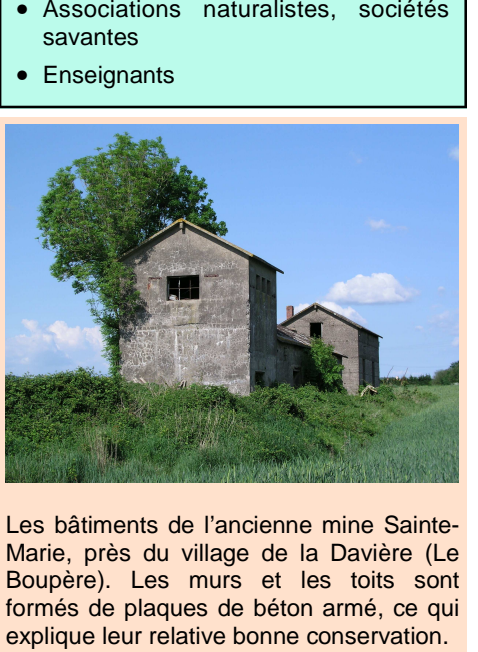 • Associations naturalistes, sociétés
savantes
• Enseignants
Les bâtiments de l'ancienne mine Sainte-
Marie, près du village de la Davière (Le
Boupère). Les murs et les toits sont
formés de plaques de béton armé, ce qui
explique leur relative bonne conservation.